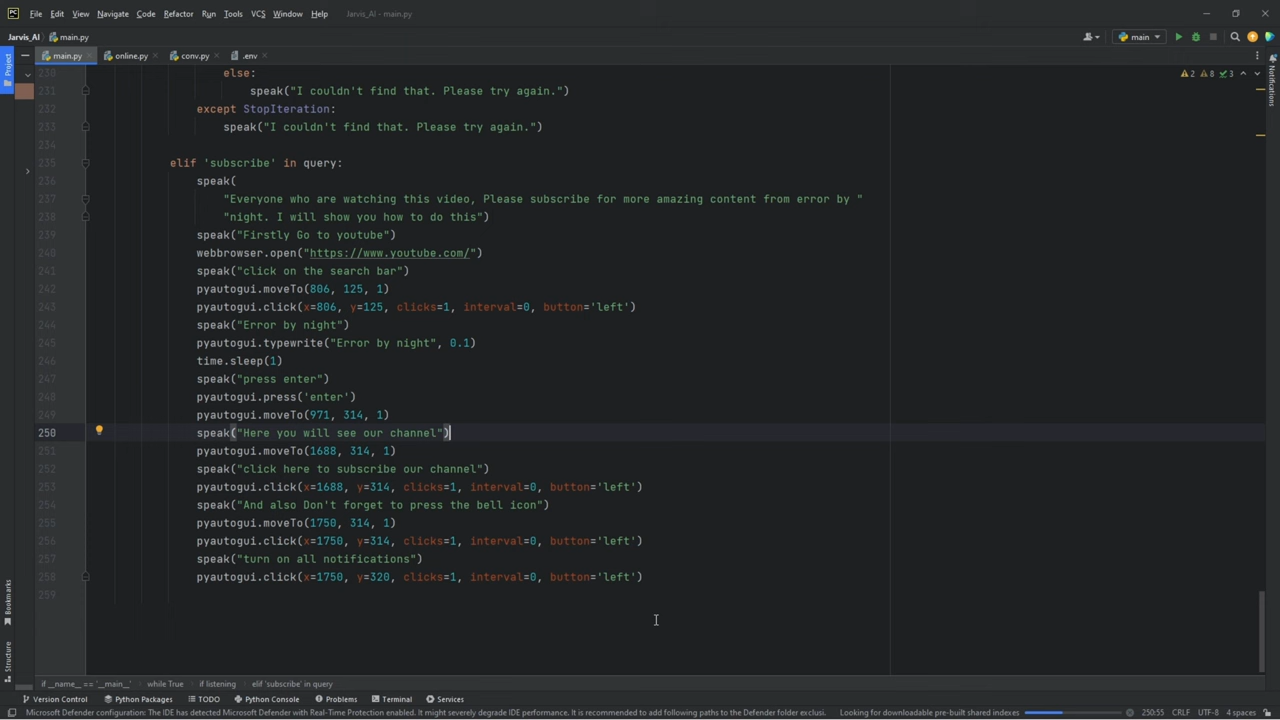 File Edit View Navigate Code Refactor Run Tools VCS Window Help Jarvis_AI - main.py
Jarvis_AI main.py
main
main.py online.py conv.py .env
Project
Notifications
2 8 3
230 else:
231 speak("I couldn't find that. Please try again.")
232 except StopIteration:
233 speak("I couldn't find that. Please try again.")
234
235 elif 'subscribe' in query:
236 speak(
237 "Everyone who are watching this video, Please subscribe for more amazing content from error by "
238 "night. I will show you how to do this")
239 speak("Firstly Go to youtube")
240 webbrowser.open("https://www.youtube.com/")
241 speak("click on the search bar")
242 pyautogui.moveTo(806, 125, 1)
243 pyautogui.click(x=806, y=125, clicks=1, interval=0, button='left')
244 speak("Error by night")
245 pyautogui.typewrite("Error by night", 0.1)
246 time.sleep(1)
247 speak("press enter")
248 pyautogui.press('enter')
249 pyautogui.moveTo(971, 314, 1)
250 speak("Here you will see our channel")
251 pyautogui.moveTo(1688, 314, 1)
252 speak("click here to subscribe our channel")
253 pyautogui.click(x=1688, y=314, clicks=1, interval=0, button='left')
254 speak("And also Don't forget to press the bell icon")
255 pyautogui.moveTo(1750, 314, 1)
256 pyautogui.click(x=1750, y=314, clicks=1, interval=0, button='left')
257 speak("turn on all notifications")
258 pyautogui.click(x=1750, y=320, clicks=1, interval=0, button='left')
259
Bookmarks
Structure
if __name__ == '__main__' while True if listening elif 'subscribe' in query
Version Control Python Packages TODO Python Console Problems Terminal Services
Microsoft Defender configuration: The IDE has detected Microsoft Defender with Real-Time Protection enabled. It might severely degrade IDE performance. It is recommended to add following paths to the Defender folder exclusi. Looking for downloadable pre-built shared indexes 250:55 CRLF UTF-8 4 spaces